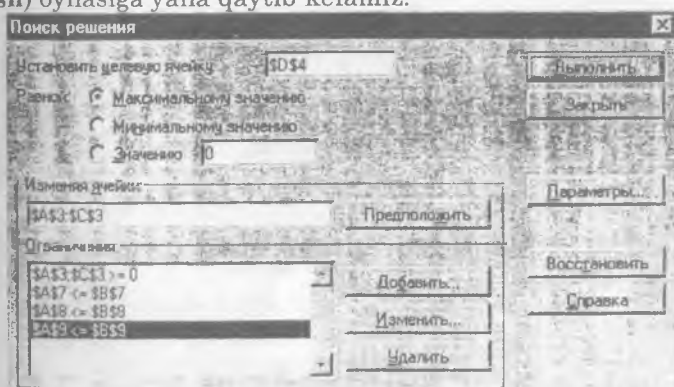 sh) oynasiga yana qaytib kelamiz.
Поиск решения
Установить целевую ячейку $D$4
Равной: Максимальному значению
Минимальному значению
Значению 0
Выполнить
Закрыть
Изменяя ячейки:
$A$3:$C$3
Предположить
Параметры...
Ограничения
$A$3:$C$3 >= 0
$A$7 <= $B$7
$A$8 <= $B$8
$A$9 <= $B$9
Добавить...
Изменить...
Удалить
Восстановить
Справка